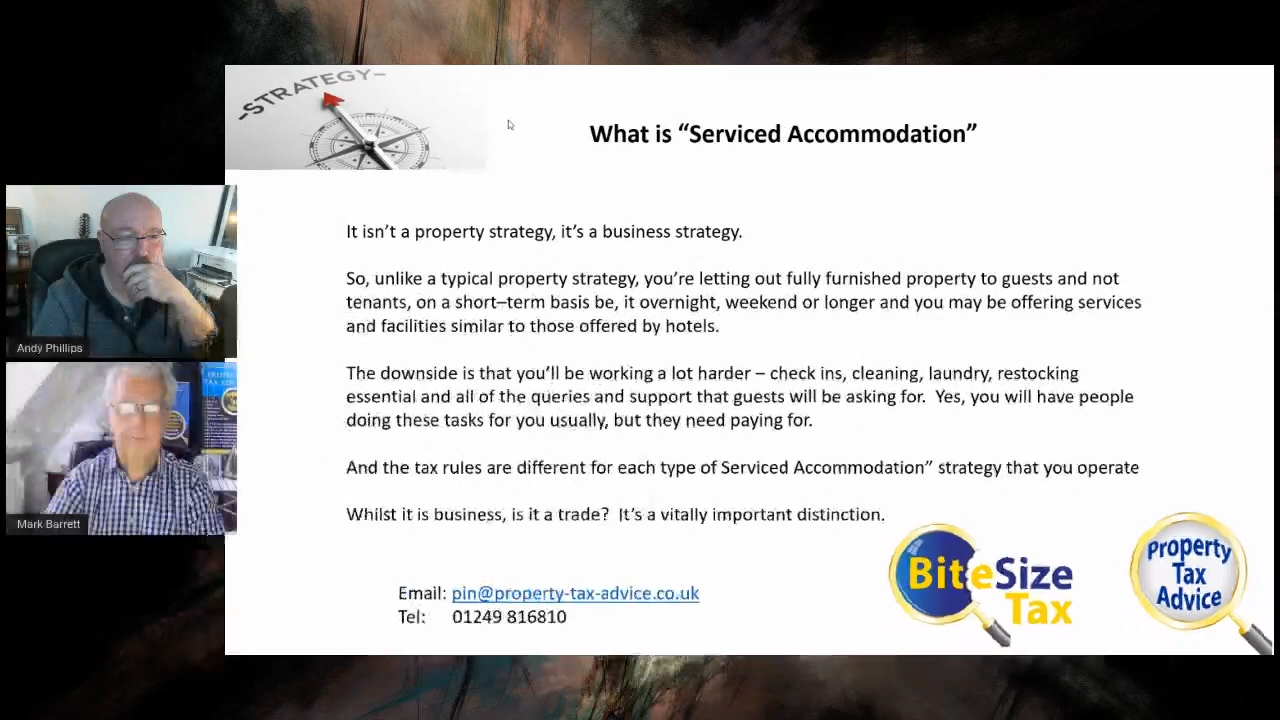 -STRATEGY-
What is “Serviced Accommodation”
It isn’t a property strategy, it’s a business strategy.
So, unlike a typical property strategy, you’re letting out fully furnished property to guests and not
tenants, on a short–term basis be, it overnight, weekend or longer and you may be offering services
and facilities similar to those offered by hotels.
The downside is that you’ll be working a lot harder – check ins, cleaning, laundry, restocking
essential and all of the queries and support that guests will be asking for. Yes, you will have people
doing these tasks for you usually, but they need paying for.
And the tax rules are different for each type of Serviced Accommodation” strategy that you operate
Whilst it is business, is it a trade? It’s a vitally important distinction.
Email: pin@property-tax-advice.co.uk
Tel: 01249 816810
BiteSize
Tax
Property
Tax
Advice
Andy Phillips
Mark Barrett